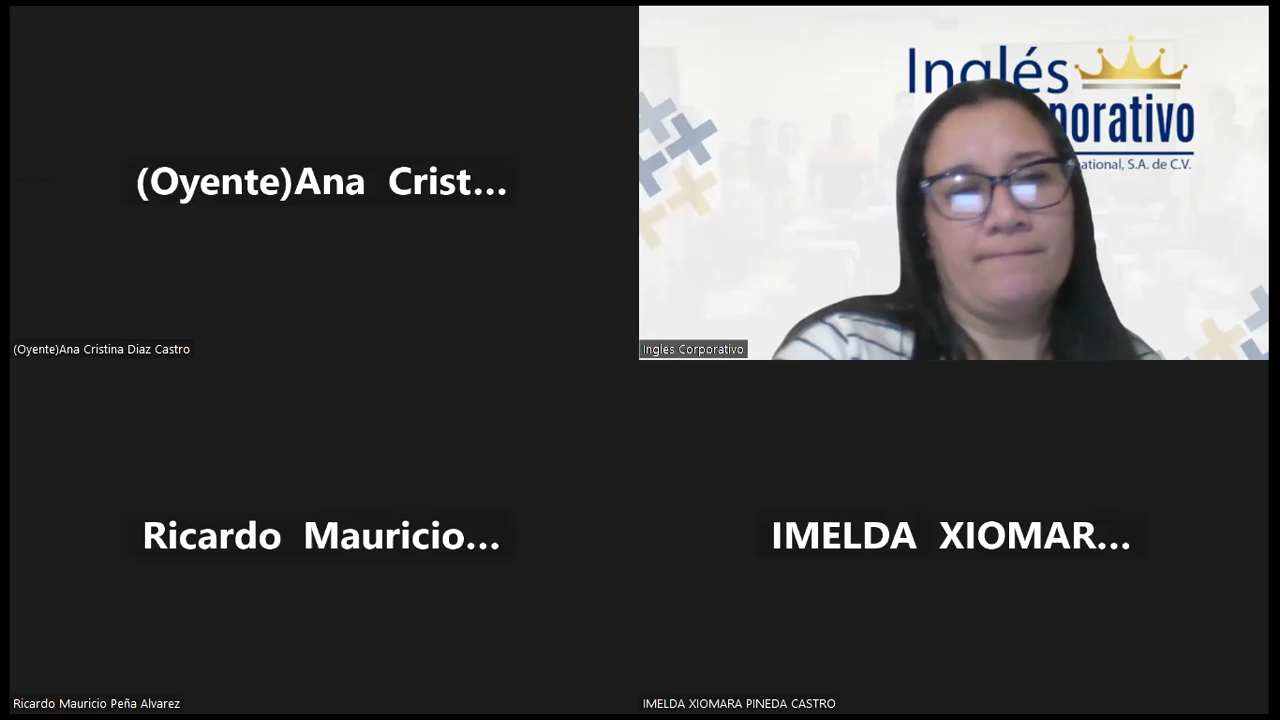 (Oyente)Ana Crist...
(Oyente)Ana Cristina Diaz Castro
Inglés
porativo
ational, S.A. de C.V.
Ingles Corporativo
Ricardo Mauricio...
Ricardo Mauricio Peña Alvarez
IMELDA XIOMAR...
IMELDA XIOMARA PINEDA CASTRO